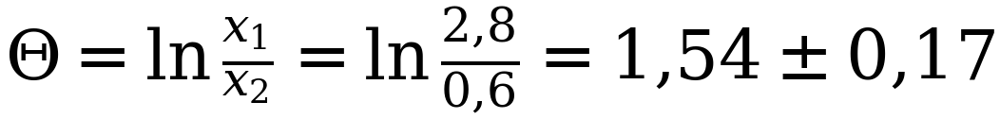 Θ = ln x₁/x₂ = ln 2,8/0,6 = 1,54 ± 0,17